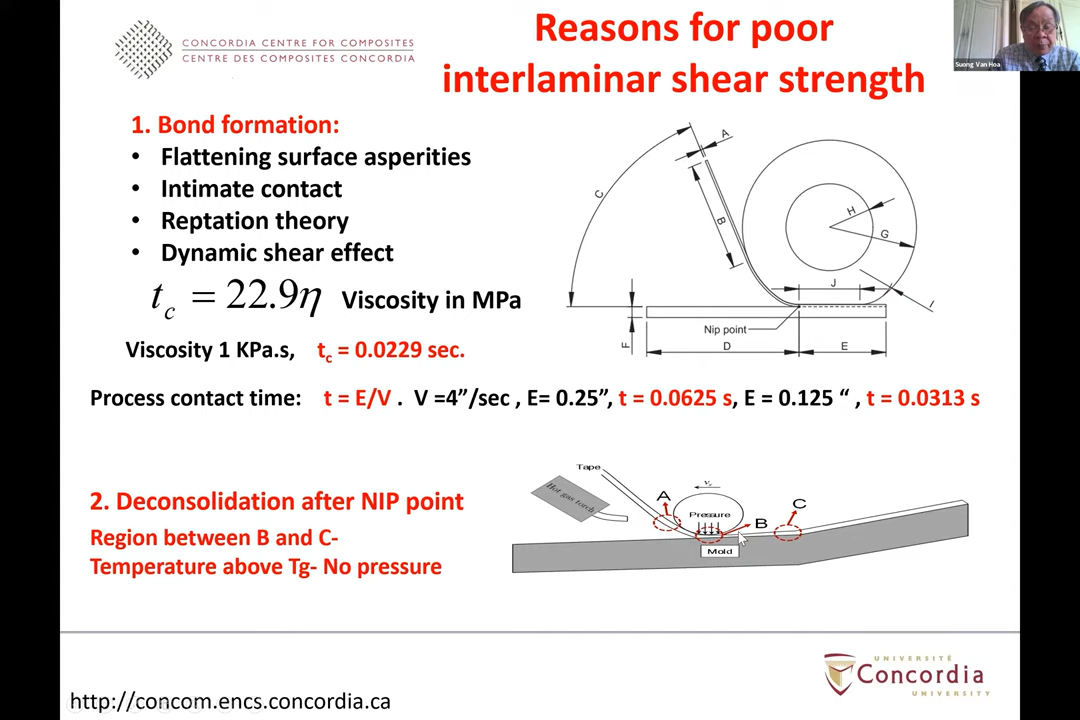 CONCORDIA CENTRE FOR COMPOSITES
CENTRE DES COMPOSITES CONCORDIA
Reasons for poor
interlaminar shear strength
Suong Van Hoa
1. Bond formation:
• Flattening surface asperities
• Intimate contact
• Reptation theory
• Dynamic shear effect
t_c = 22.9η Viscosity in MPa
Viscosity 1 KPa.s, t_c = 0.0229 sec.
A
C
B
H
G
J
I
Nip point
F
D
E
Process contact time: t = E/V . V =4”/sec , E= 0.25”, t = 0.0625 s, E = 0.125 “ , t = 0.0313 s
2. Deconsolidation after NIP point
Region between B and C-
Temperature above Tg- No pressure
Tape
Hot gas torch
A
Pressure
B
C
Mold
http://concom.encs.concordia.ca
UNIVERSITÉ
Concordia
UNIVERSITY